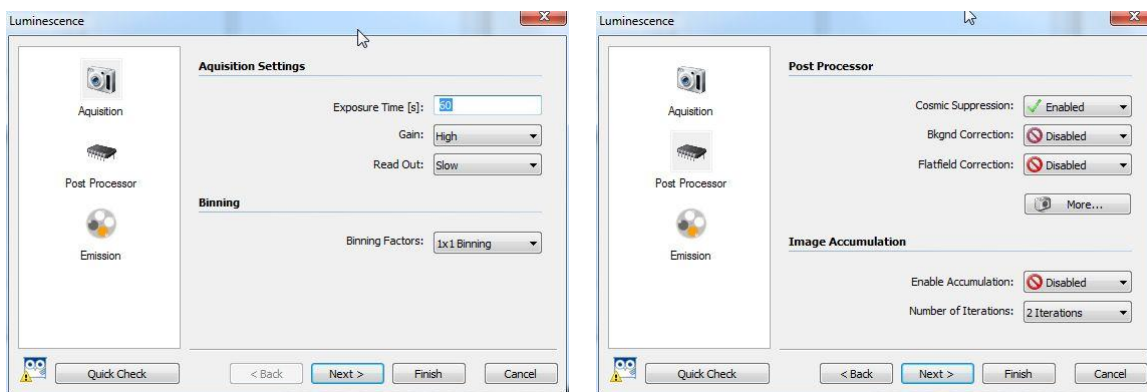 Luminescence
Aquisition
Post Processor
Emission
Aquisition Settings
Exposure Time [s]: 60
Gain: High
Read Out: Slow
Binning
Binning Factors: 1x1 Binning
Quick Check
< Back
Next >
Finish
Cancel
Luminescence
Aquisition
Post Processor
Emission
Post Processor
Cosmic Suppression: Enabled
Bkgnd Correction: Disabled
Flatfield Correction: Disabled
More...
Image Accumulation
Enable Accumulation: Disabled
Number of Iterations: 2 Iterations
Quick Check
< Back
Next >
Finish
Cancel